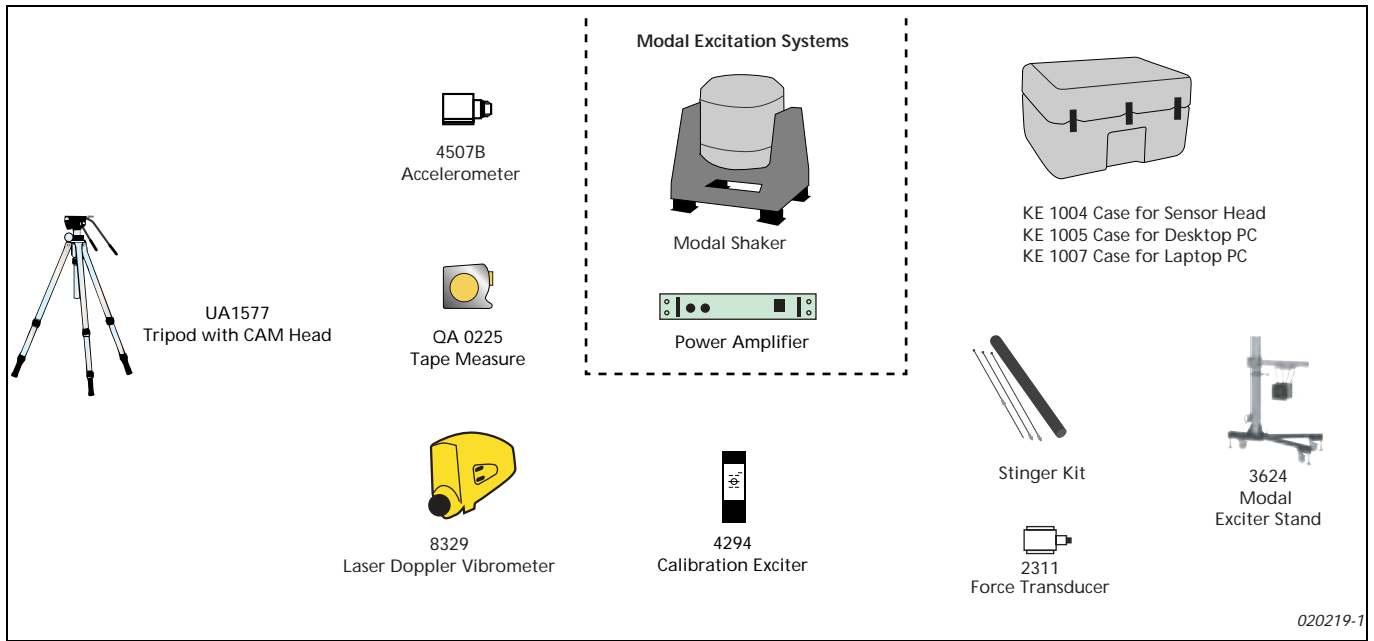 Modal Excitation Systems
4507B
Accelerometer
Modal Shaker
KE 1004 Case for Sensor Head
KE 1005 Case for Desktop PC
KE 1007 Case for Laptop PC
UA1577
Tripod with CAM Head
QA 0225
Tape Measure
Power Amplifier
Stinger Kit
3624
Modal
Exciter Stand
8329
Laser Doppler Vibrometer
4294
Calibration Exciter
2311
Force Transducer
020219-1